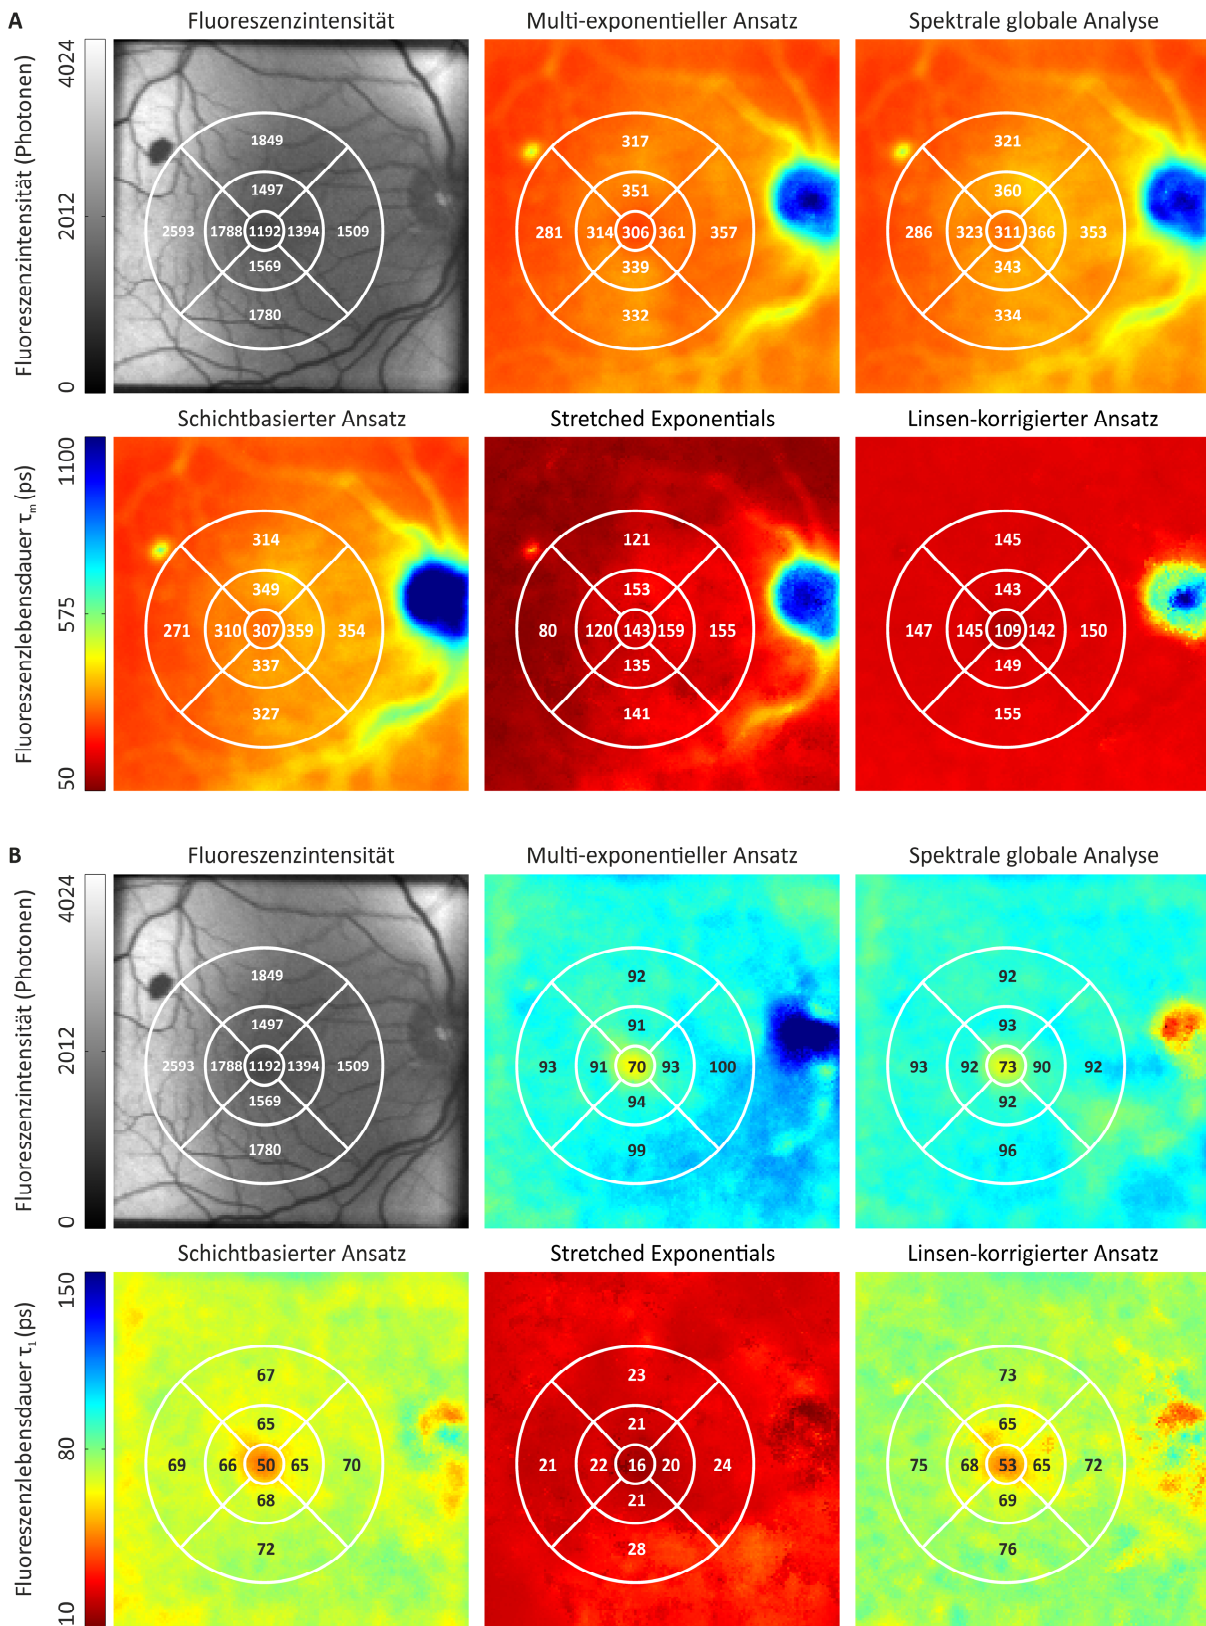 A
Fluoreszenzintensität
Multi-exponentieller Ansatz
Spektrale globale Analyse
Fluoreszenzintensität (Photonen)
4024
2012
0
1849
1497
2593 1788 1192 1394 1509
1569
1780
317
351
281 314 306 361 357
339
332
321
360
286 323 311 366 353
343
334
Schichtbasierter Ansatz
Stretched Exponentials
Linsen-korrigierter Ansatz
Fluoreszenzlebensdauer τm (ps)
1100
575
50
314
349
271 310 307 359 354
337
327
121
153
80 120 143 159 155
135
141
145
143
147 145 109 142 150
149
155
B
Fluoreszenzintensität
Multi-exponentieller Ansatz
Spektrale globale Analyse
Fluoreszenzintensität (Photonen)
4024
2012
0
1849
1497
2593 1788 1192 1394 1509
1569
1780
92
91
93 91 70 93 100
94
99
92
93
93 92 73 90 92
92
96
Schichtbasierter Ansatz
Stretched Exponentials
Linsen-korrigierter Ansatz
Fluoreszenzlebensdauer τ1 (ps)
150
80
10
67
65
69 66 50 65 70
68
72
23
21
21 22 16 20 24
21
28
73
65
75 68 53 65 72
69
76